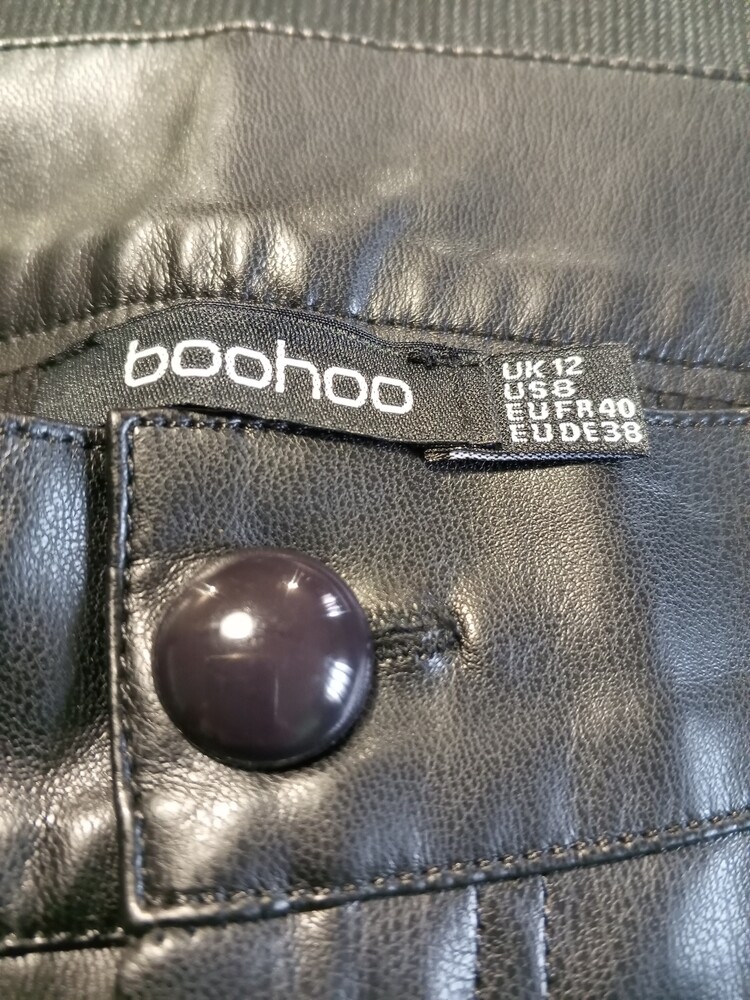 boohoo
UK 12
US 8
EU FR 40
EU DE 38